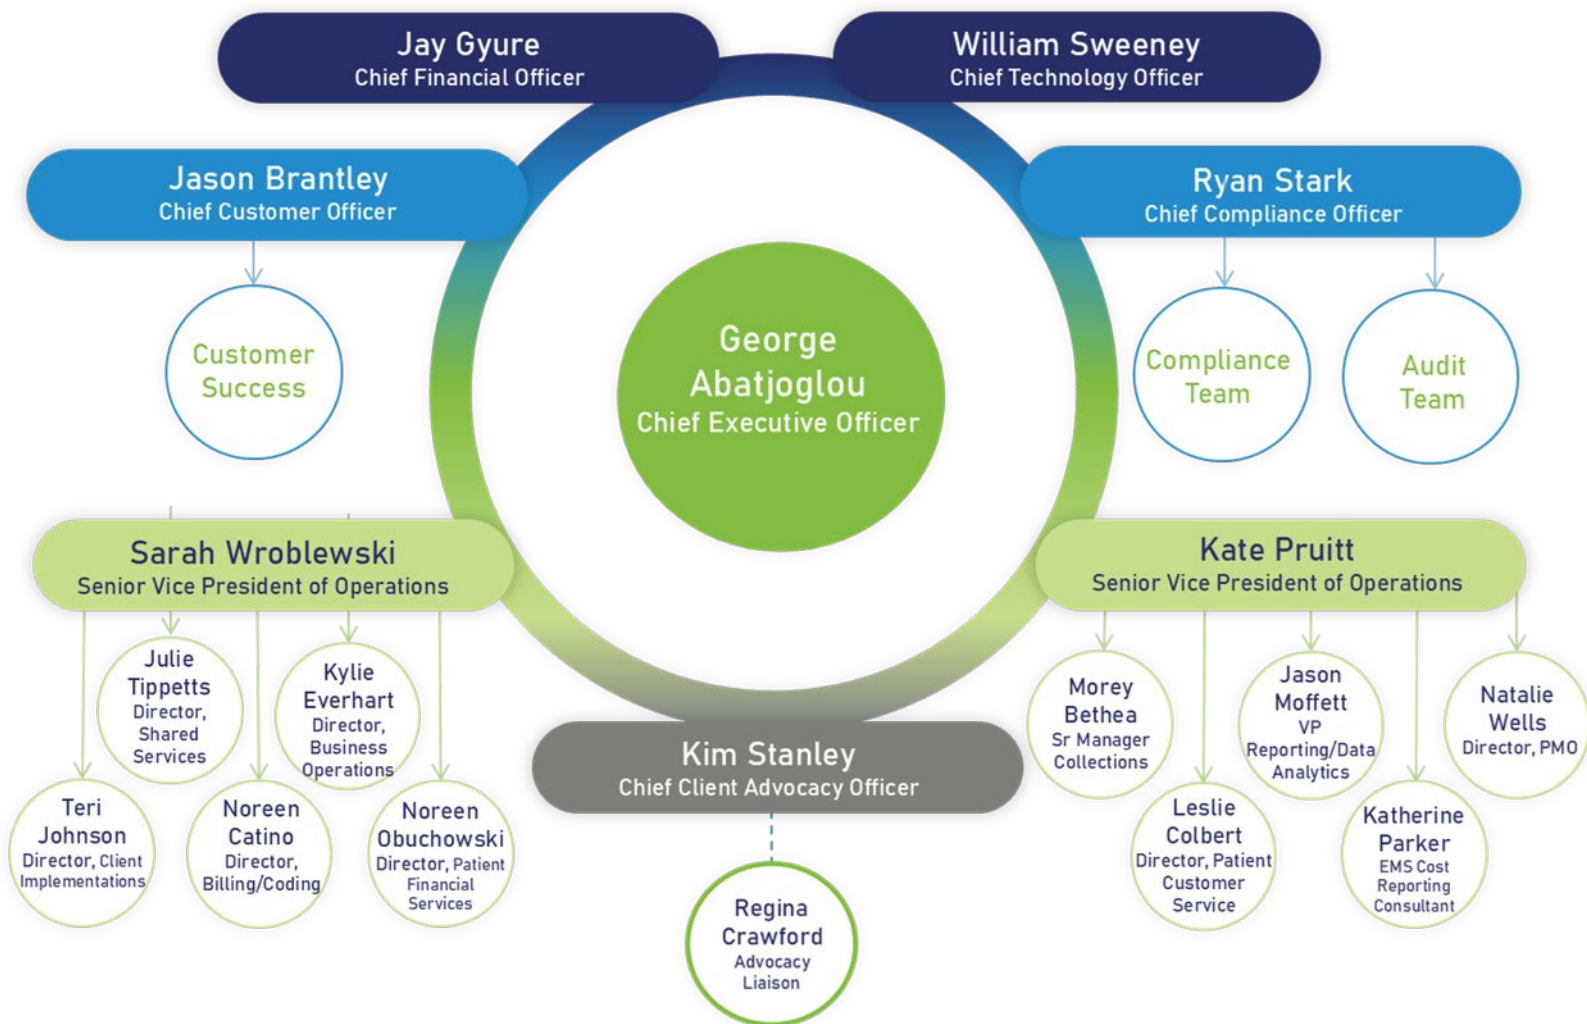 Jay Gyure
Chief Financial Officer
William Sweeney
Chief Technology Officer
Jason Brantley
Chief Customer Officer
Ryan Stark
Chief Compliance Officer
Customer
Success
George
Abatjoglou
Chief Executive Officer
Compliance
Team
Audit
Team
Sarah Wroblewski
Senior Vice President of Operations
Kate Pruitt
Senior Vice President of Operations
Julie
Tippetts
Director,
Shared
Services
Kylie
Everhart
Director,
Business
Operations
Teri
Johnson
Director, Client
Implementations
Noreen
Catino
Director,
Billing/Coding
Noreen
Obuchowski
Director, Patient
Financial
Services
Kim Stanley
Chief Client Advocacy Officer
Regina
Crawford
Advocacy
Liaison
Morey
Bethea
Sr Manager
Collections
Jason
Moffett
VP
Reporting/Data
Analytics
Natalie
Wells
Director, PMO
Leslie
Colbert
Director, Patient
Customer
Service
Katherine
Parker
EMS Cost
Reporting
Consultant